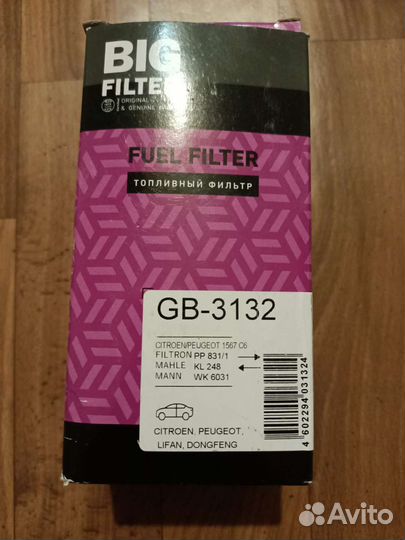 BIG
FILTER
ORIGINAL
& GENUINE
FUEL FILTER
ТОПЛИВНЫЙ ФИЛЬТР
GB-3132
CITROEN/PEUGEOT 1567 C6
FILTRON PP 831/1
MAHLE KL 248
MANN WK 6031
CITROEN, PEUGEOT,
LIFAN, DONGFENG
4 602294 031324
Avito